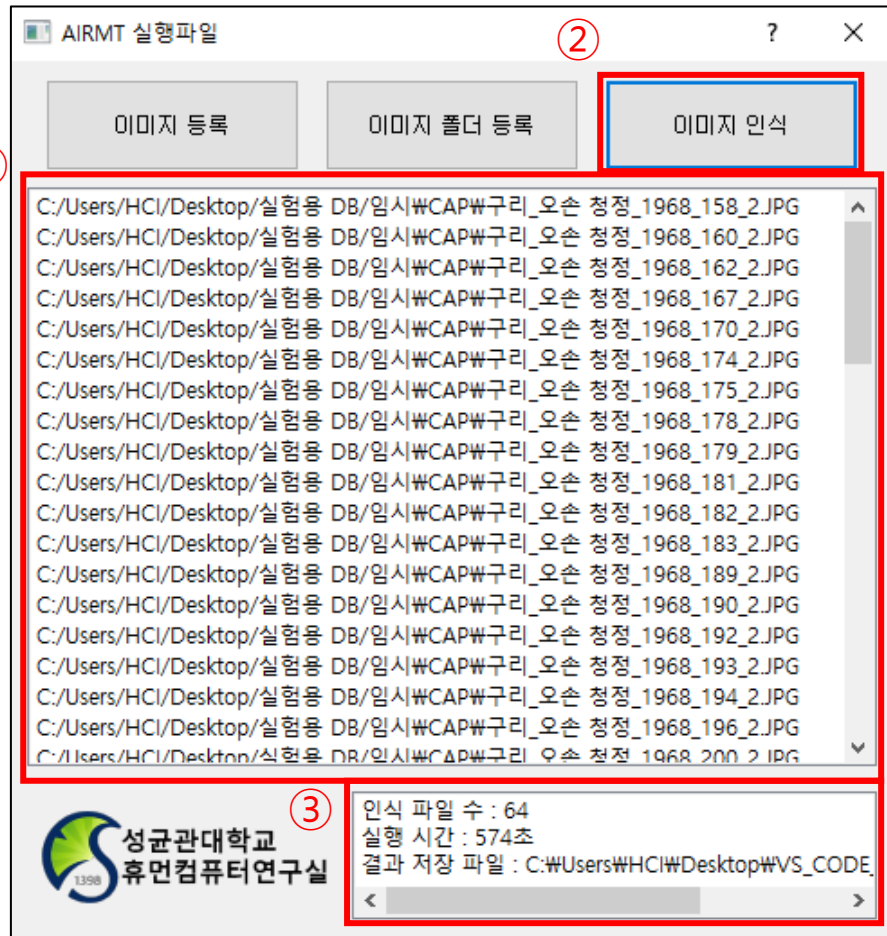 AIRMT 실행파일
②
?
이미지 등록
이미지 폴더 등록
이미지 인식
C:/Users/HCI/Desktop/실험용 DB/임시₩CAP₩구리_오손 청정_1968_158_2.JPG
C:/Users/HCI/Desktop/실험용 DB/임시₩CAP₩구리_오손 청정_1968_160_2.JPG
C:/Users/HCI/Desktop/실험용 DB/임시₩CAP₩구리_오손 청정_1968_162_2.JPG
C:/Users/HCI/Desktop/실험용 DB/임시₩CAP₩구리_오손 청정_1968_167_2.JPG
C:/Users/HCI/Desktop/실험용 DB/임시₩CAP₩구리_오손 청정_1968_170_2.JPG
C:/Users/HCI/Desktop/실험용 DB/임시₩CAP₩구리_오손 청정_1968_174_2.JPG
C:/Users/HCI/Desktop/실험용 DB/임시₩CAP₩구리_오손 청정_1968_175_2.JPG
C:/Users/HCI/Desktop/실험용 DB/임시₩CAP₩구리_오손 청정_1968_178_2.JPG
C:/Users/HCI/Desktop/실험용 DB/임시₩CAP₩구리_오손 청정_1968_179_2.JPG
C:/Users/HCI/Desktop/실험용 DB/임시₩CAP₩구리_오손 청정_1968_181_2.JPG
C:/Users/HCI/Desktop/실험용 DB/임시₩CAP₩구리_오손 청정_1968_182_2.JPG
C:/Users/HCI/Desktop/실험용 DB/임시₩CAP₩구리_오손 청정_1968_183_2.JPG
C:/Users/HCI/Desktop/실험용 DB/임시₩CAP₩구리_오손 청정_1968_189_2.JPG
C:/Users/HCI/Desktop/실험용 DB/임시₩CAP₩구리_오손 청정_1968_190_2.JPG
C:/Users/HCI/Desktop/실험용 DB/임시₩CAP₩구리_오손 청정_1968_192_2.JPG
C:/Users/HCI/Desktop/실험용 DB/임시₩CAP₩구리_오손 청정_1968_193_2.JPG
C:/Users/HCI/Desktop/실험용 DB/임시₩CAP₩구리_오손 청정_1968_194_2.JPG
C:/Users/HCI/Desktop/실험용 DB/임시₩CAP₩구리_오손 청정_1968_196_2.JPG
C:/Users/HCI/Desktop/실험용 DB/임시₩CAP₩구리_오손 청정_1968_200_2.JPG
1398
성균관대학교
휴먼컴퓨터연구실
③
인식 파일 수 : 64
실행 시간 : 574초
결과 저장 파일 : C:₩Users₩HCI₩Desktop₩VS_CODE_